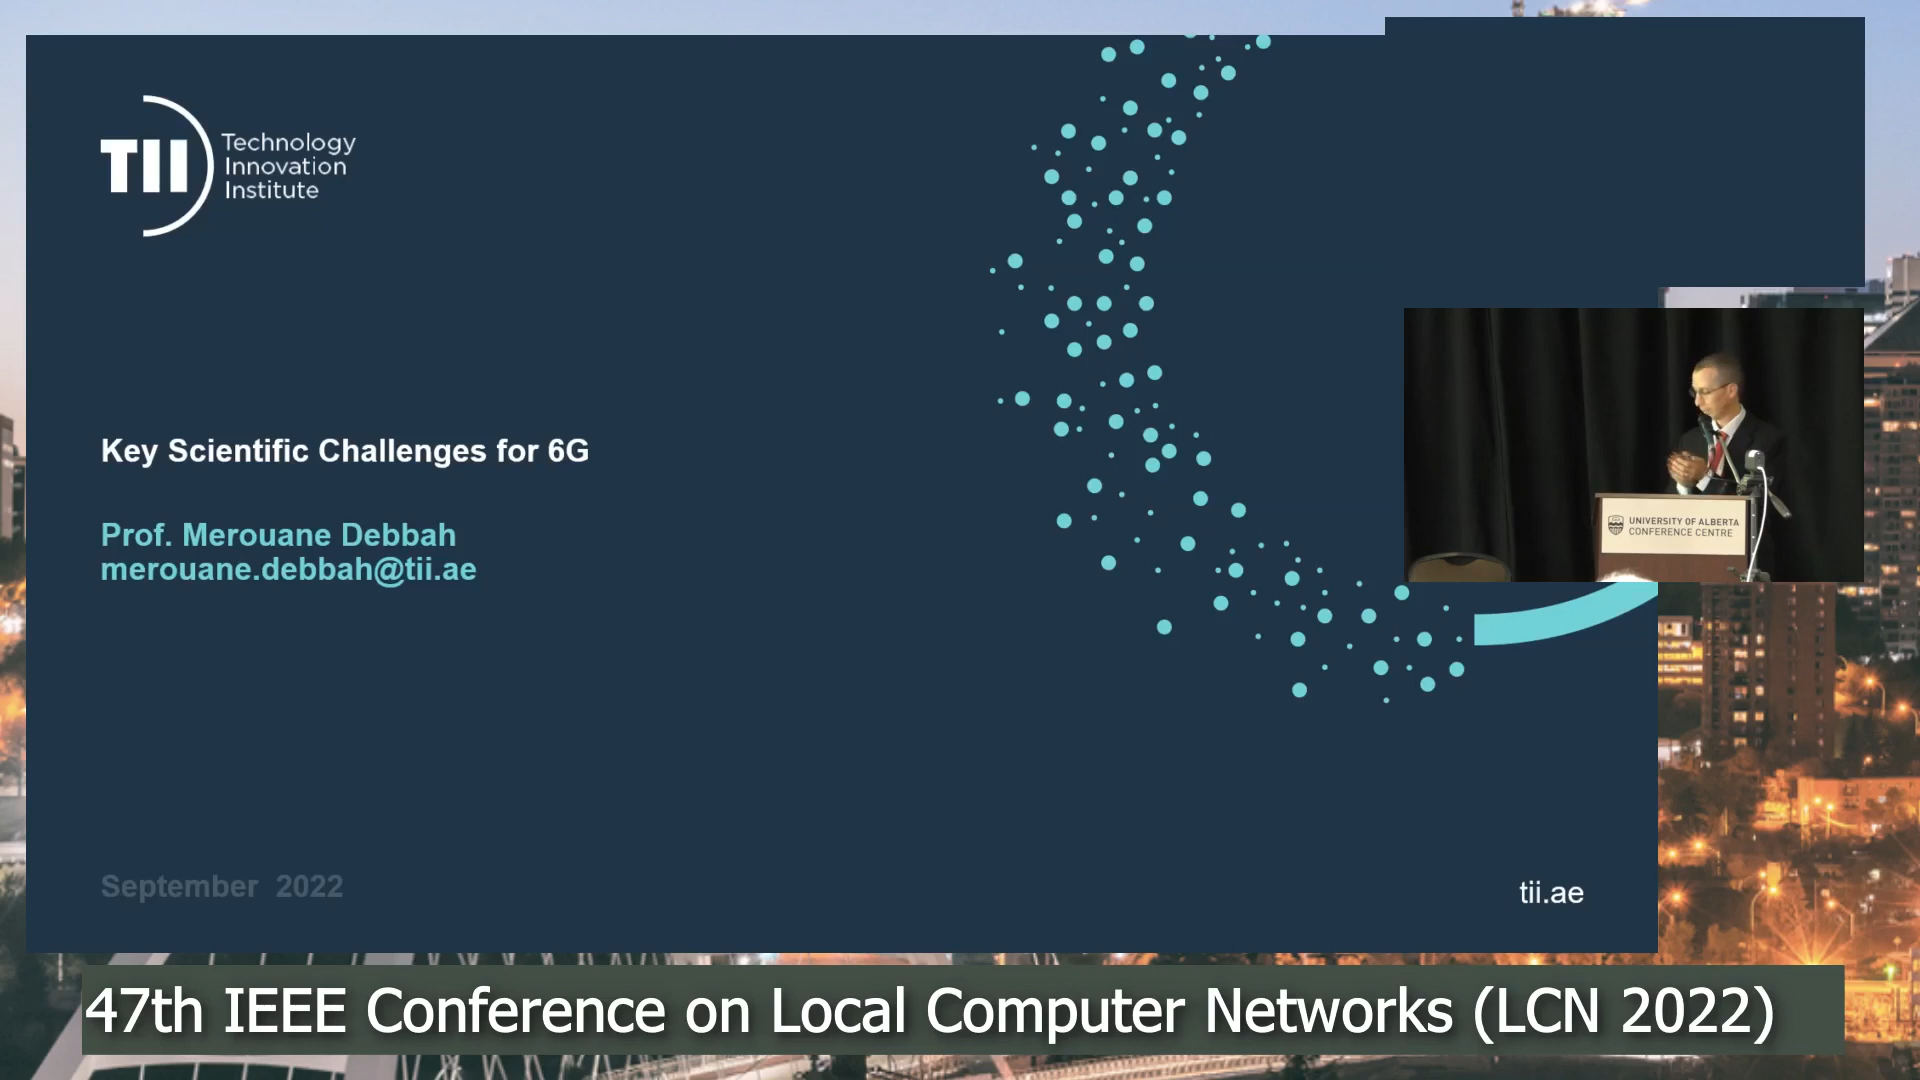 TII
Technology
Innovation
Institute
Key Scientific Challenges for 6G
Prof. Merouane Debbah
merouane.debbah@tii.ae
UNIVERSITY OF ALBERTA
CONFERENCE CENTRE
September 2022
tii.ae
47th IEEE Conference on Local Computer Networks (LCN 2022)